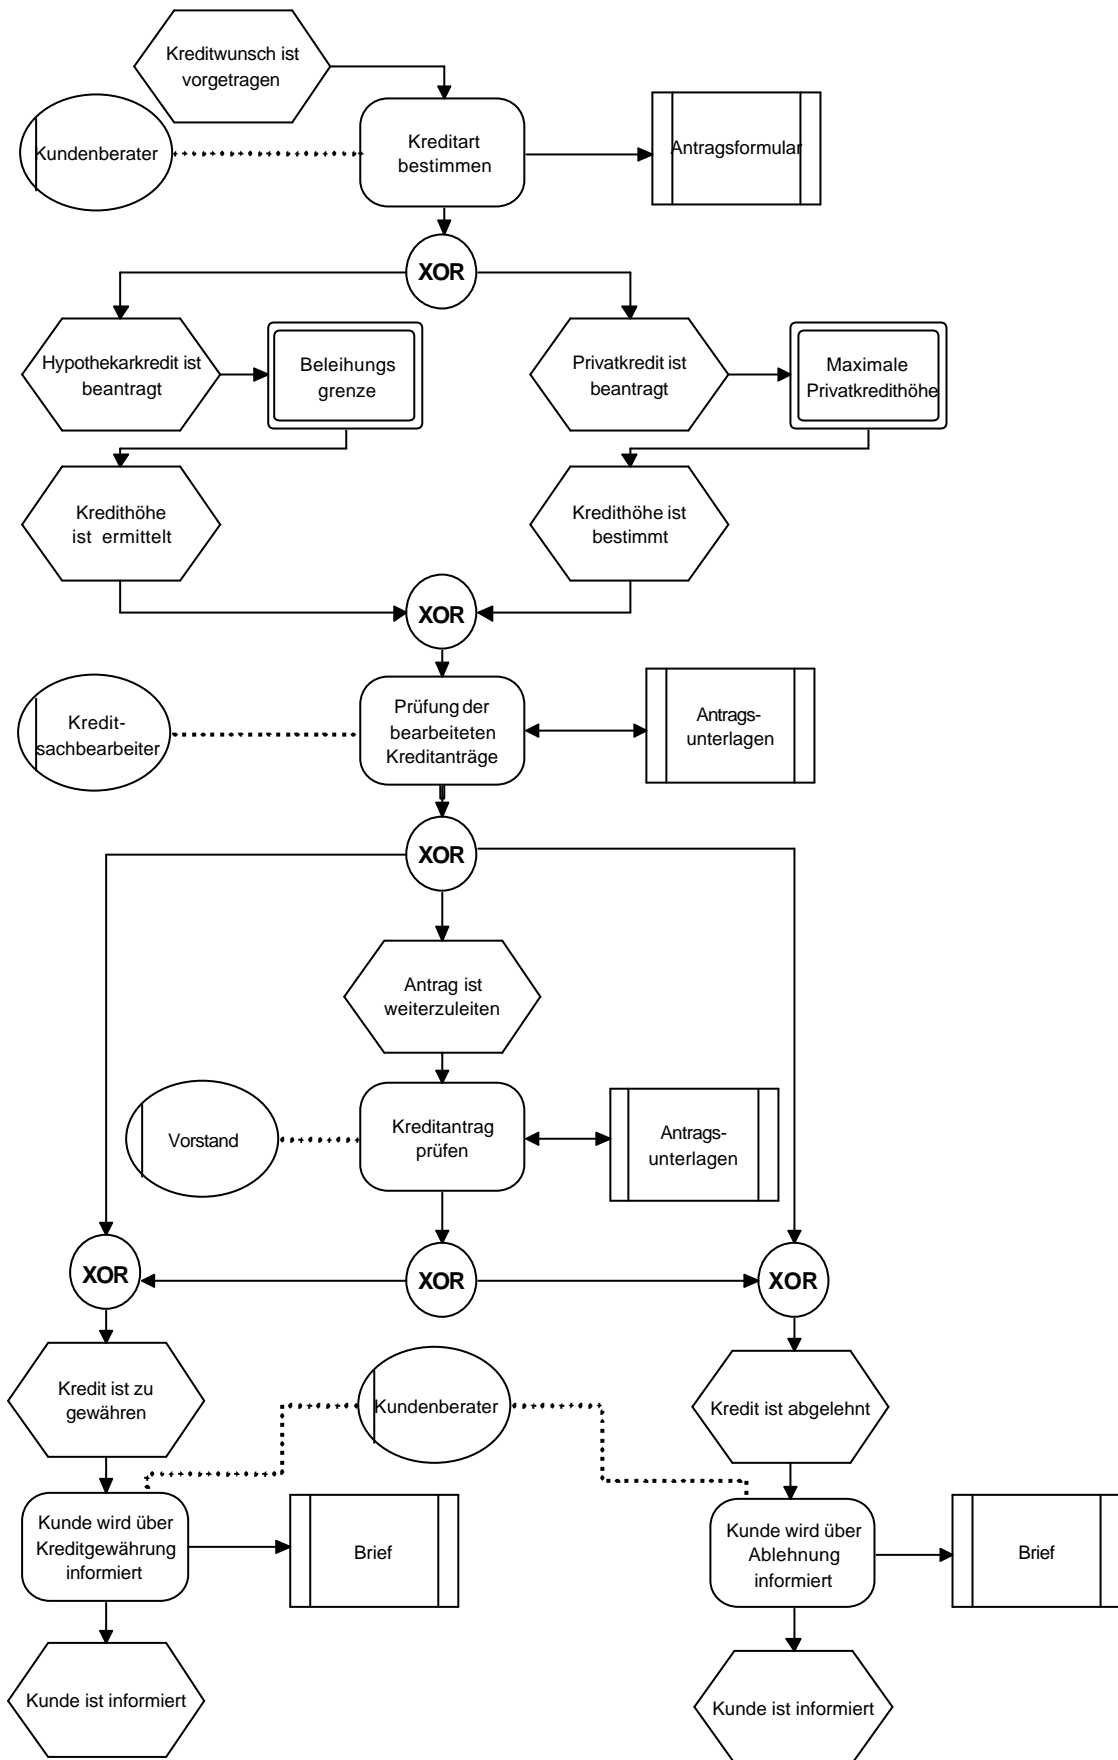 Kreditwunsch ist
vorgetragen
Kundenberater
Kreditart
bestimmen
Antragsformular
XOR
Hypothekarkredit ist
beantragt
Beleihungs
grenze
Privatkredit ist
beantragt
Maximale
Privatkredithöhe
Kredithöhe
ist ermittelt
Kredithöhe ist
bestimmt
XOR
Kredit-
sachbearbeiter
Prüfung der
bearbeiteten
Kreditanträge
Antrags-
unterlagen
XOR
Antrag ist
weiterzuleiten
Vorstand
Kreditantrag
prüfen
Antrags-
unterlagen
XOR
XOR
XOR
Kredit ist zu
gewähren
Kundenberater
Kredit ist abgelehnt
Kunde wird über
Kreditgewährung
informiert
Brief
Kunde wird über
Ablehnung
informiert
Brief
Kunde ist informiert
Kunde ist informiert